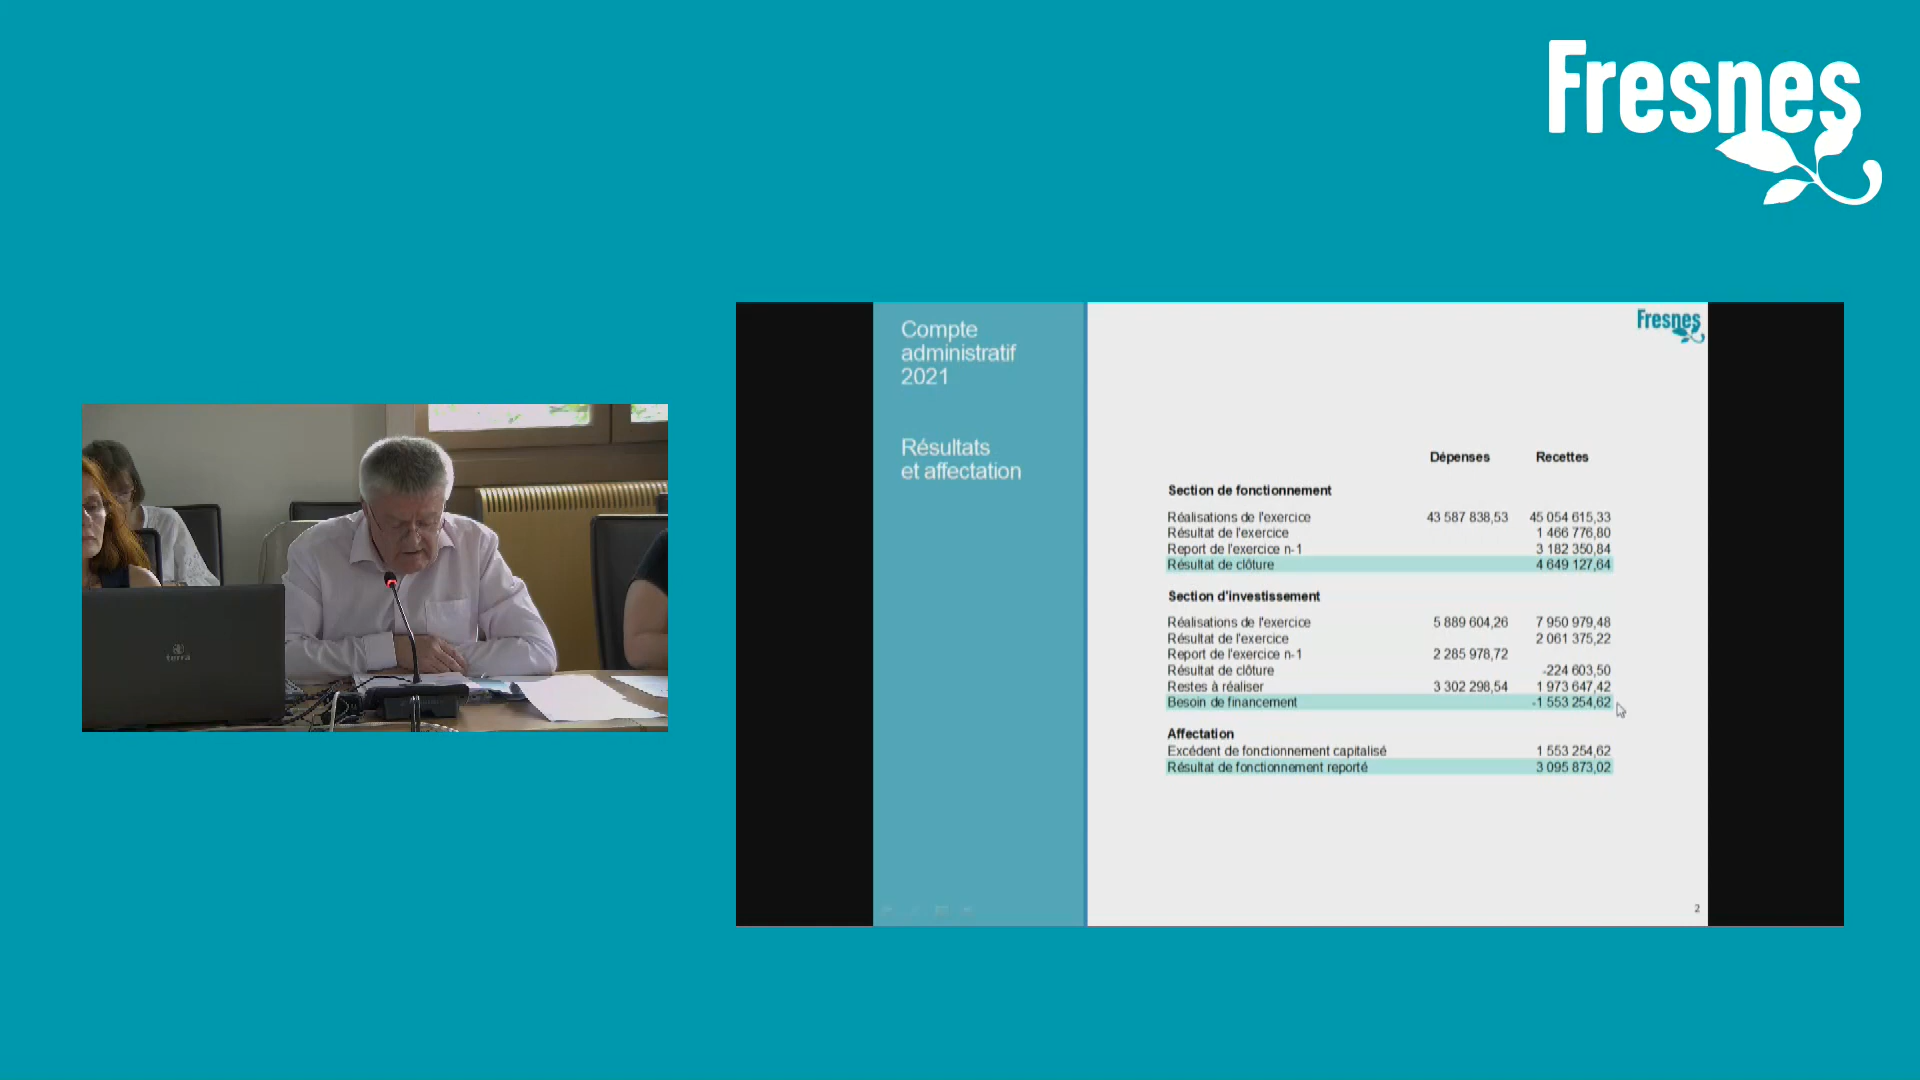 Fresnes
Fresnes
Compte
administratif
2021
Résultats
et affectation
Dépenses Recettes
Section de fonctionnement
Réalisations de l'exercice 43 587 838,53 45 054 615,33
Résultat de l'exercice 1 466 776,80
Report de l'exercice n-1 3 182 350,84
Résultat de clôture 4 649 127,64
Section d'investissement
Réalisations de l'exercice 5 889 604,26 7 950 979,48
Résultat de l'exercice 2 061 375,22
Report de l'exercice n-1 2 285 978,72
Résultat de clôture -224 603,50
Restes à réaliser 3 302 298,54 1 973 647,42
Besoin de financement -1 553 254,62
Affectation
Excédent de fonctionnement capitalisé 1 553 254,62
Résultat de fonctionnement reporté 3 095 873,02
2
terra